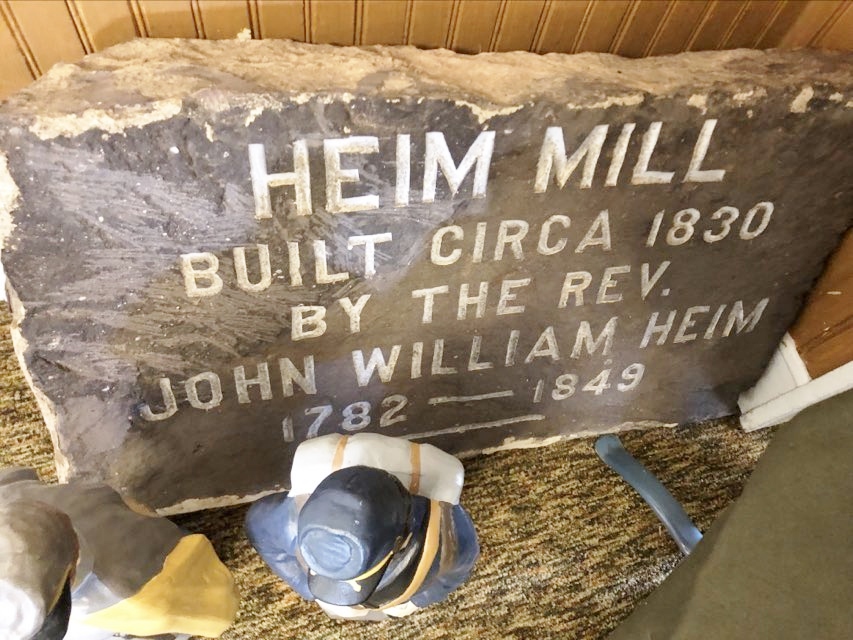 HEIM MILL
BUILT CIRCA 1830
BY THE REV.
JOHN WILLIAM HEIM
1782 — 1849